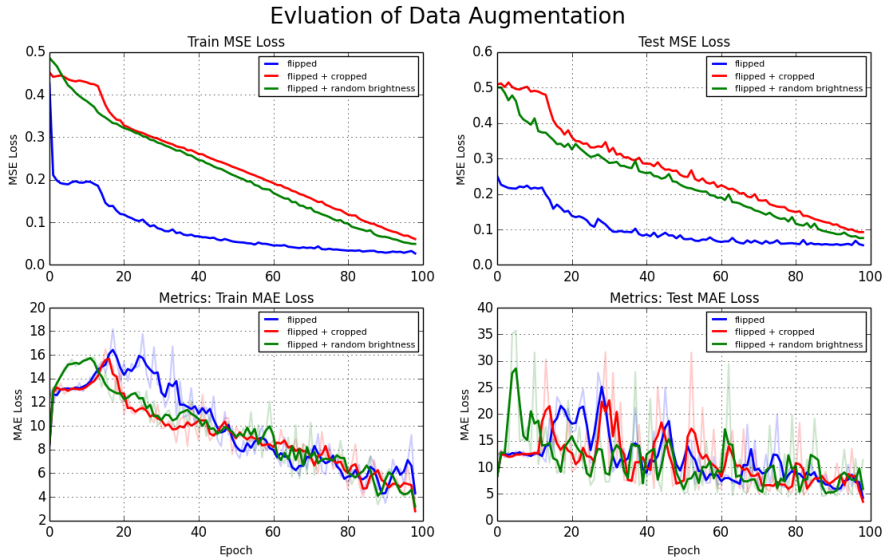 Evluation of Data Augmentation
Train MSE Loss
MSE Loss
0.5
0.4
0.3
0.2
0.1
0.0
0
20
40
60
80
100
flipped
flipped + cropped
flipped + random brightness
Test MSE Loss
MSE Loss
0.6
0.5
0.4
0.3
0.2
0.1
0.0
0
20
40
60
80
100
flipped
flipped + cropped
flipped + random brightness
Metrics: Train MAE Loss
MAE Loss
20
18
16
14
12
10
8
6
4
2
0
20
40
60
80
100
Epoch
flipped
flipped + cropped
flipped + random brightness
Metrics: Test MAE Loss
MAE Loss
40
35
30
25
20
15
10
5
0
0
20
40
60
80
100
Epoch
flipped
flipped + cropped
flipped + random brightness